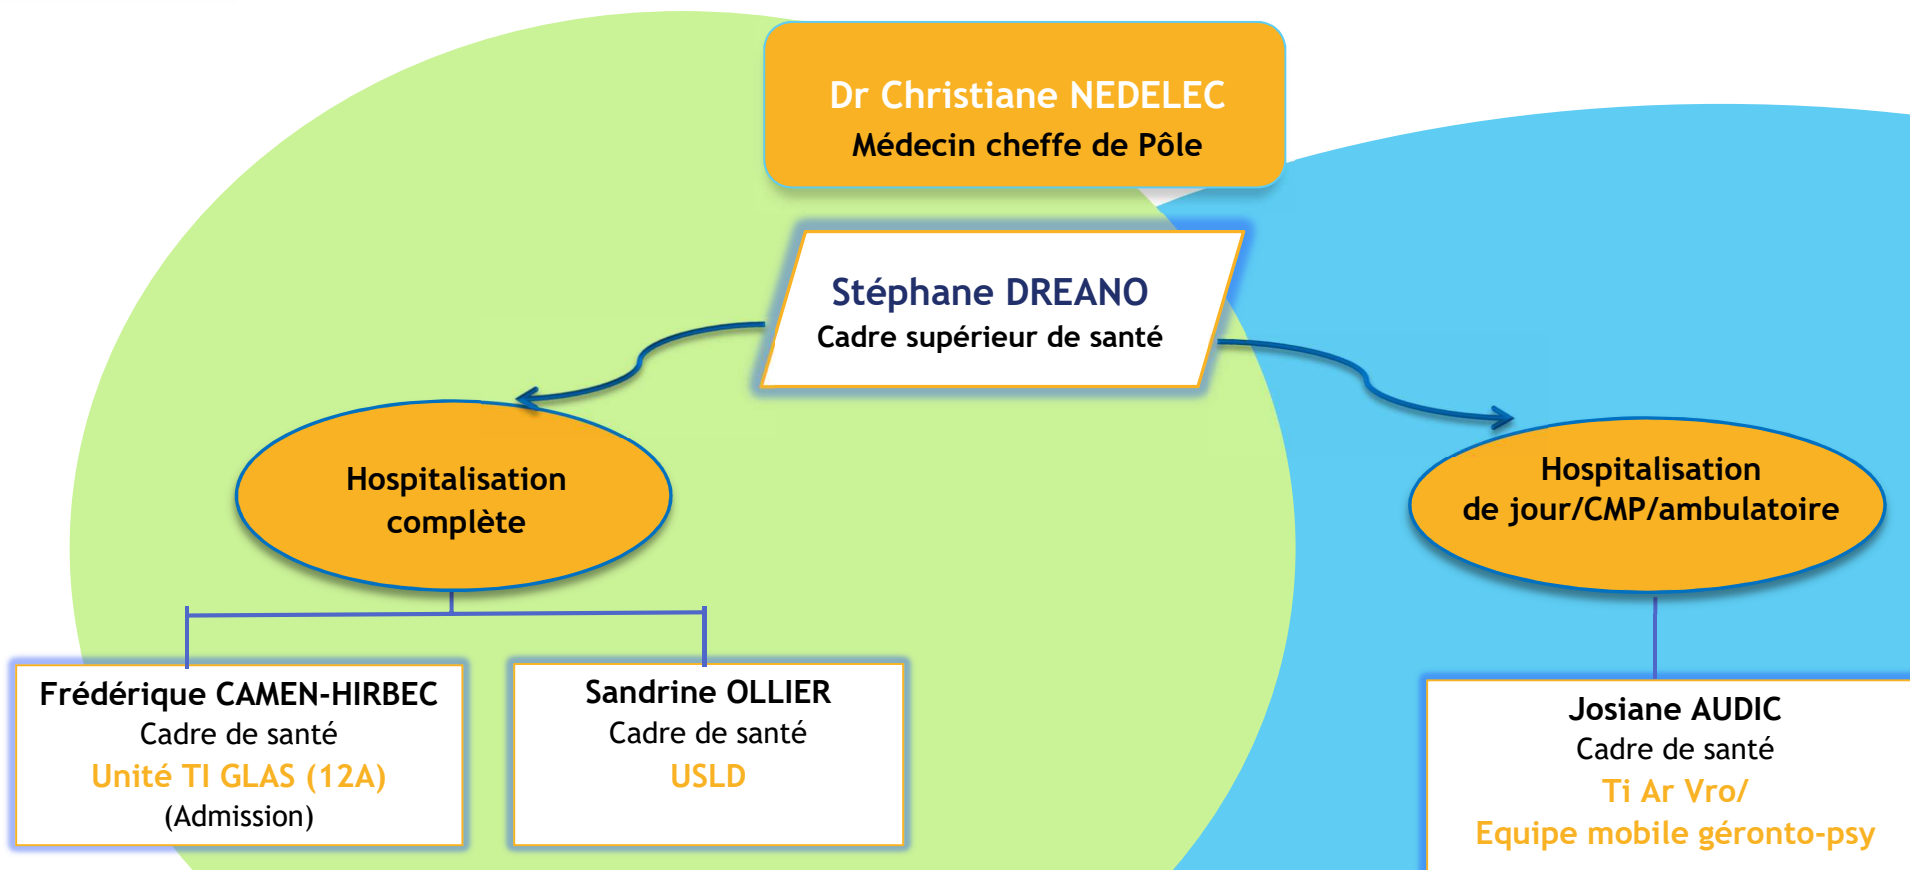 Dr Christiane NEDELEC
Médecin cheffe de Pôle
Stéphane DREANO
Cadre supérieur de santé
Hospitalisation
complète
Hospitalisation
de jour/CMP/ambulatoire
Frédérique CAMEN-HIRBEC
Cadre de santé
Unité TI GLAS (12A)
(Admission)
Sandrine OLLIER
Cadre de santé
USLD
Josiane AUDIC
Cadre de santé
Ti Ar Vro/
Equipe mobile géronto-psy